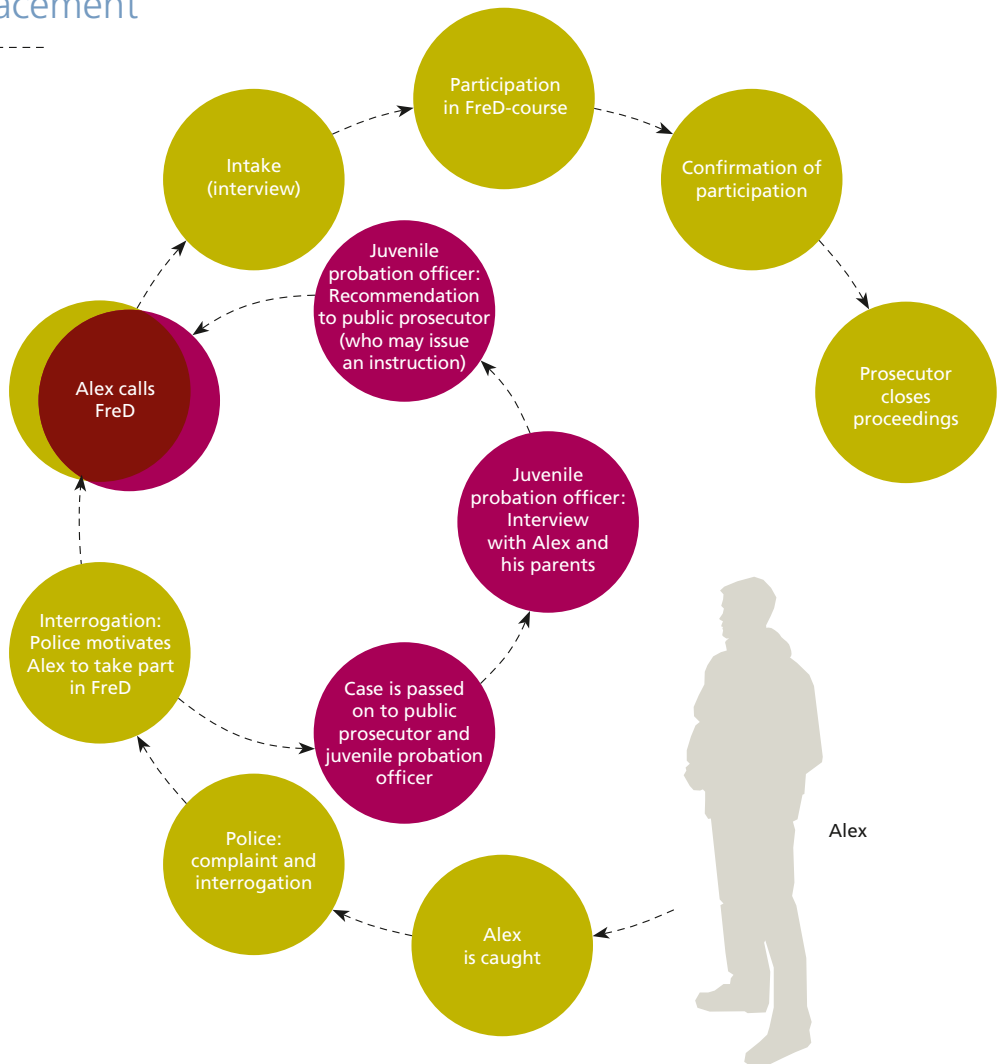 acement
Participation
in FreD-course
Intake
(interview)
Confirmation of
participation
Juvenile
probation officer:
Recommendation
to public prosecutor
(who may issue
an instruction)
Alex calls
FreD
Prosecutor
closes
proceedings
Juvenile
probation officer:
Interview
with Alex and
his parents
Interrogation:
Police motivates
Alex to take part
in FreD
Case is passed
on to public
prosecutor and
juvenile probation
officer
Police:
complaint and
interrogation
Alex
is caught
Alex